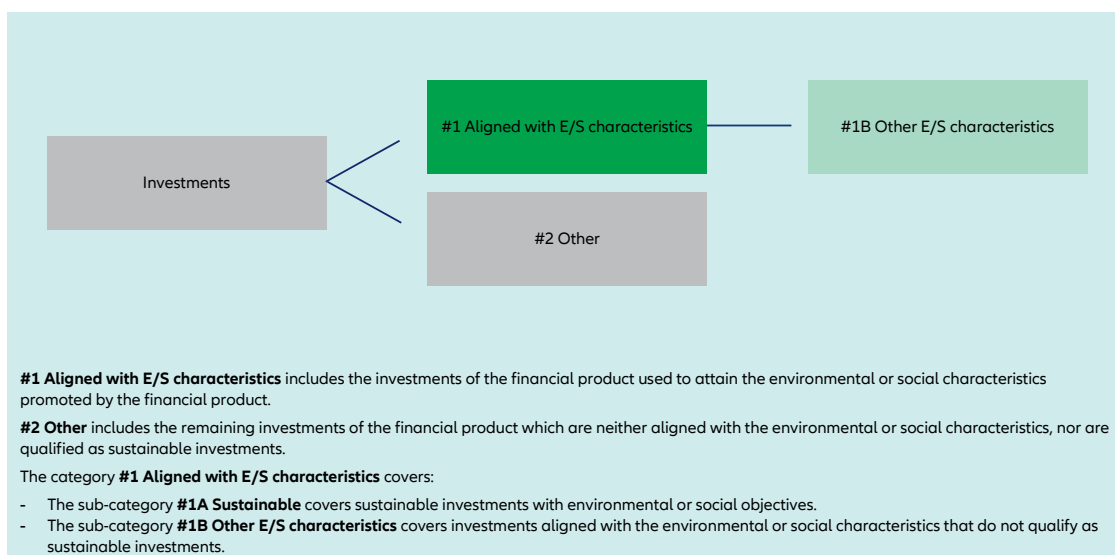 #1 Aligned with E/S characteristics
#1B Other E/S characteristics
Investments
#2 Other
#1 Aligned with E/S characteristics includes the investments of the financial product used to attain the environmental or social characteristics
promoted by the financial product.
#2 Other includes the remaining investments of the financial product which are neither aligned with the environmental or social characteristics, nor are
qualified as sustainable investments.
The category #1 Aligned with E/S characteristics covers:
- The sub-category #1A Sustainable covers sustainable investments with environmental or social objectives.
- The sub-category #1B Other E/S characteristics covers investments aligned with the environmental or social characteristics that do not qualify as
sustainable investments.